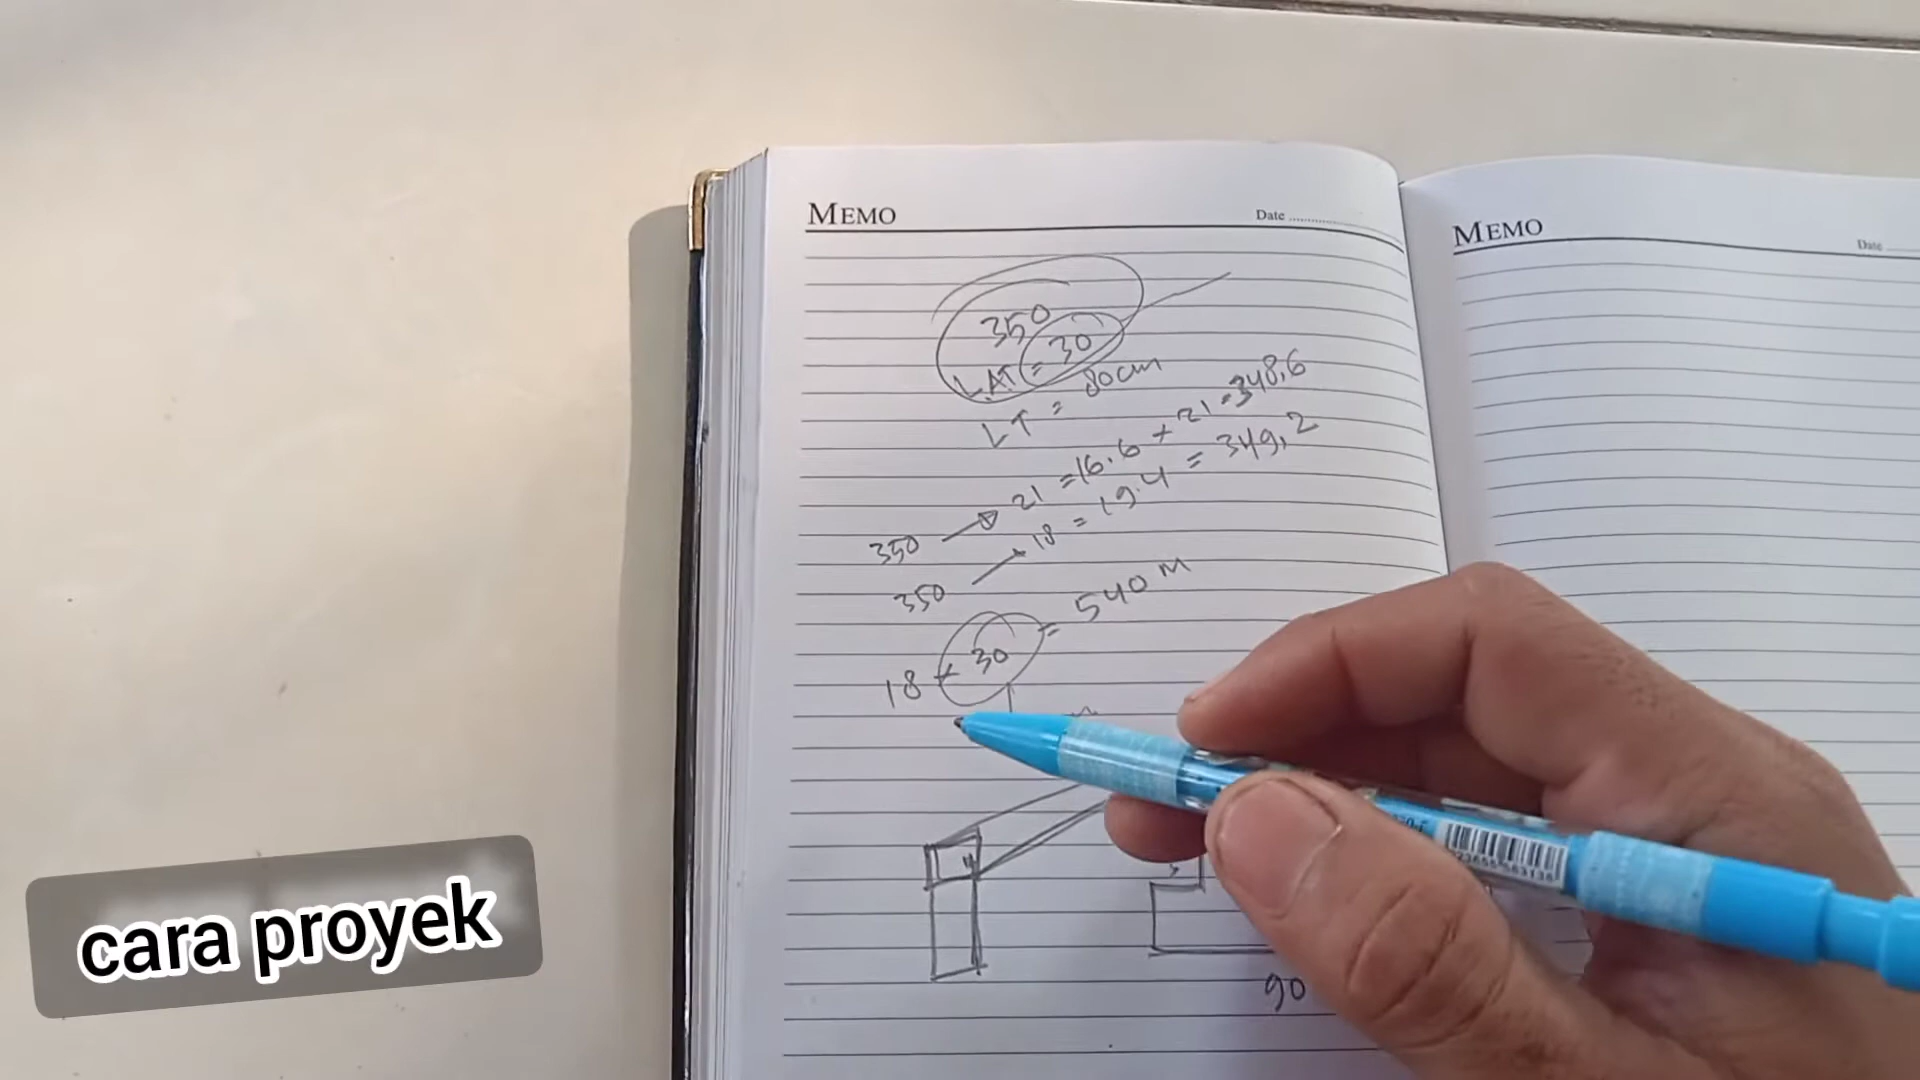 MEMO Date
350
L.A.T = 30
LT = 80cm
350 → 21 = 16.6 + 21 = 348,6
350 → 18 = 19.4 = 349,2
18 × 30 = 540 M
90
MEMO Date
cara proyek